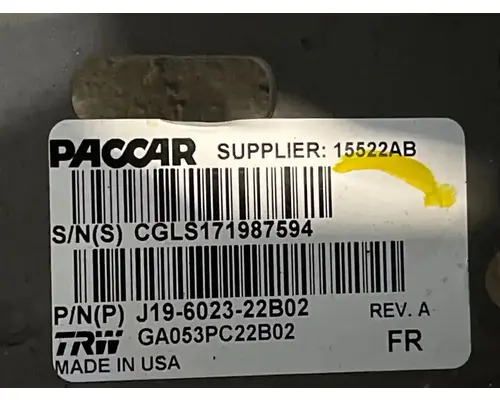 PACCAR SUPPLIER: 15522AB
S/N(S) CGLS171987594
P/N(P) J19-6023-22B02 REV. A
TRW GA053PC22B02 FR
MADE IN USA